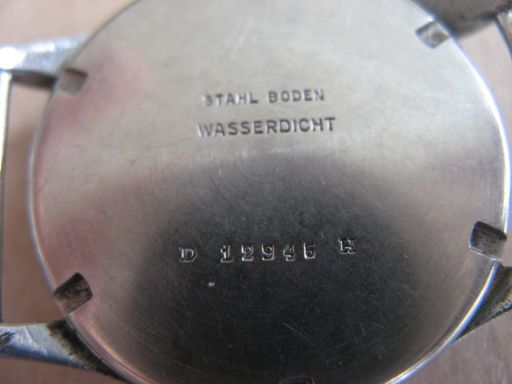 STAHL BODEN
WASSERDICHT
D 12945 H